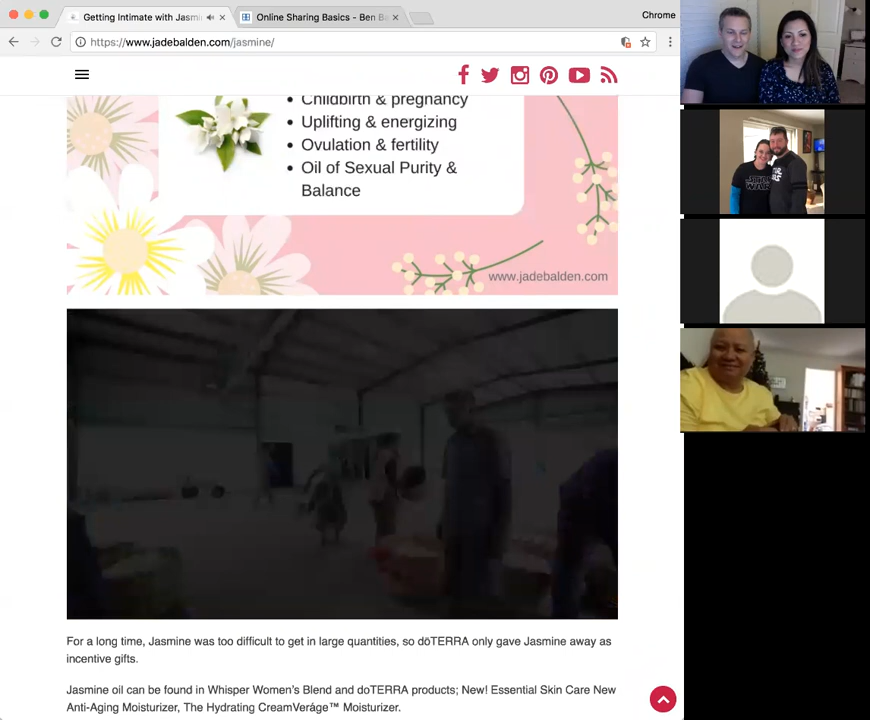 Getting Intimate with Jasmi
Online Sharing Basics - Ben Ba
Chrome
https://www.jadebalden.com/jasmine/
• Childbirth & pregnancy
• Uplifting & energizing
• Ovulation & fertility
• Oil of Sexual Purity &
Balance
www.jadebalden.com
STAR
WARS
For a long time, Jasmine was too difficult to get in large quantities, so dōTERRA only gave Jasmine away as
incentive gifts.
Jasmine oil can be found in Whisper Women's Blend and doTERRA products; New! Essential Skin Care New
Anti-Aging Moisturizer, The Hydrating CreamVeráge™ Moisturizer.